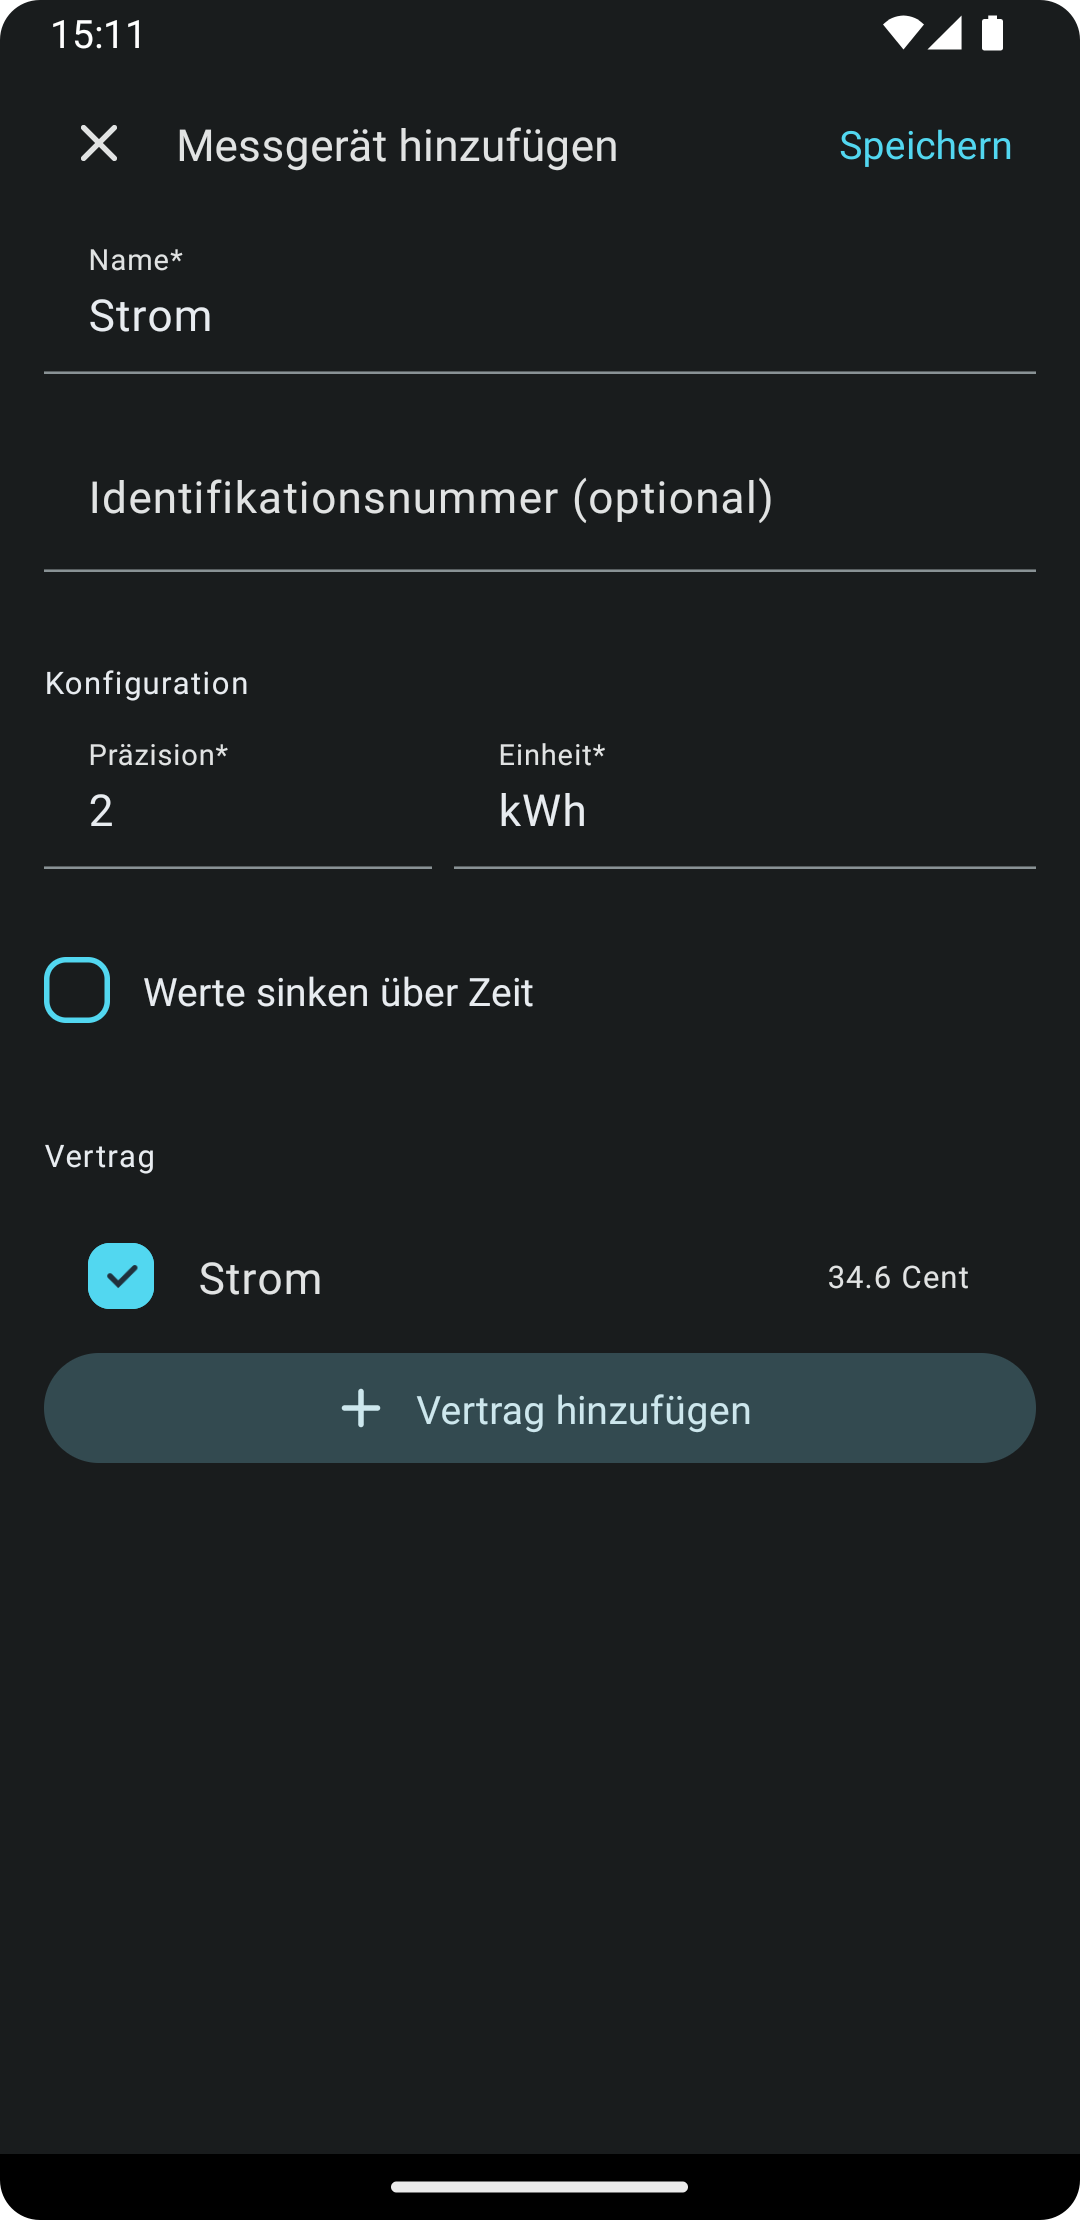 15:11
Messgerät hinzufügen
Speichern
Name*
Strom
Identifikationsnummer (optional)
Konfiguration
Präzision*
Einheit*
2
kWh
Werte sinken über Zeit
Vertrag
Strom
34.6 Cent
Vertrag hinzufügen